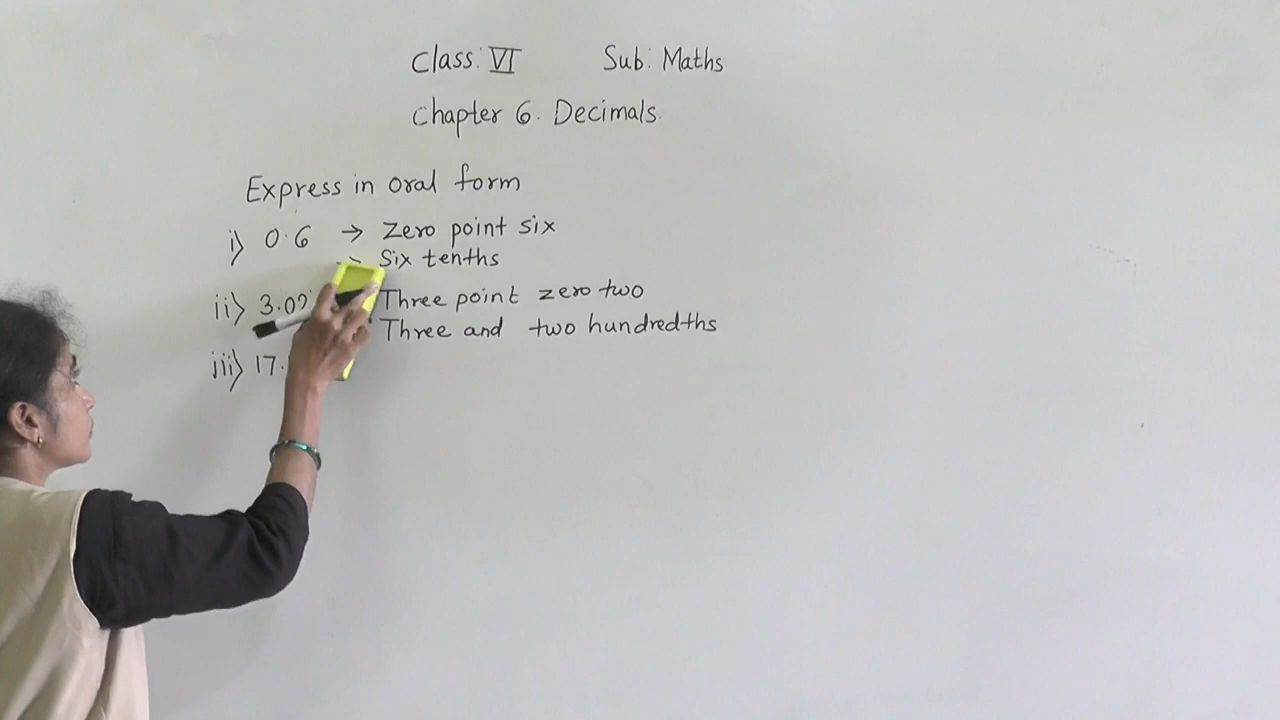 Class: VI Sub: Maths
Chapter 6. Decimals.
Express in oral form
i) 0.6 → Zero point six
Six tenths
ii) 3.02 Three point zero two
Three and two hundredths
iii) 17.